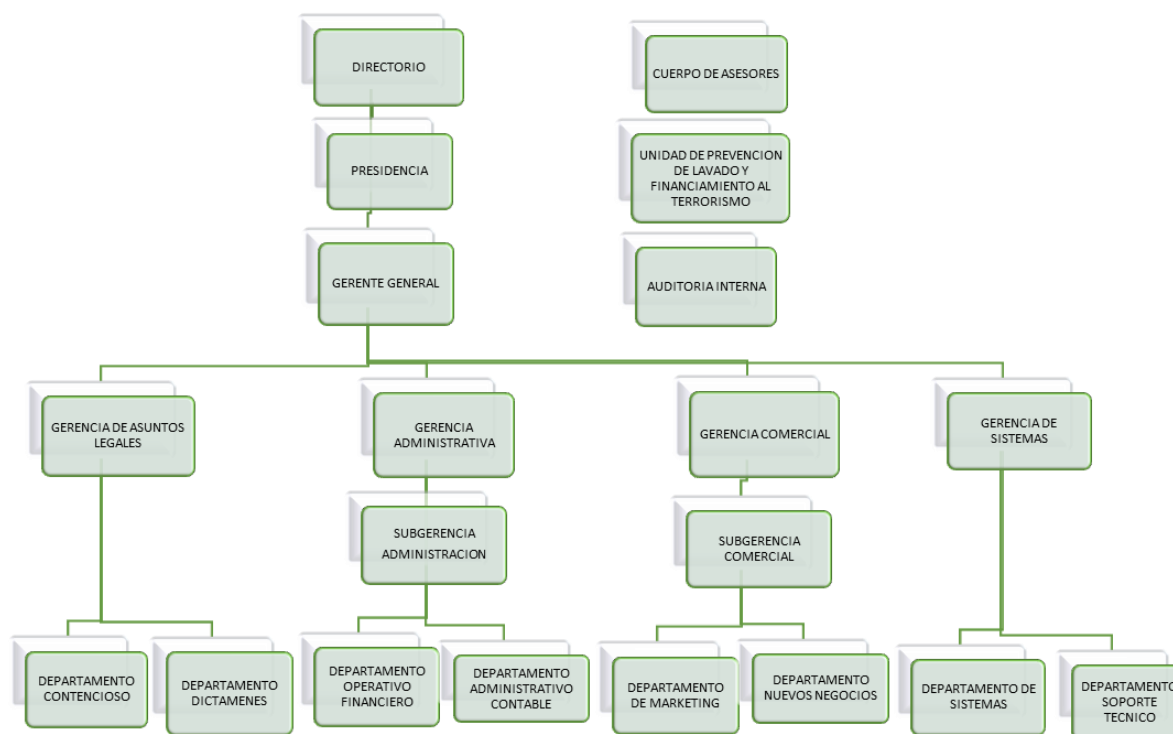 DIRECTORIO
CUERPO DE ASESORES
PRESIDENCIA
UNIDAD DE PREVENCION
DE LAVADO Y
FINANCIAMIENTO AL
TERRORISMO
GERENTE GENERAL
AUDITORIA INTERNA
GERENCIA DE ASUNTOS
LEGALES
GERENCIA
ADMINISTRATIVA
GERENCIA COMERCIAL
GERENCIA DE
SISTEMAS
SUBGERENCIA
ADMINISTRACION
SUBGERENCIA
COMERCIAL
DEPARTAMENTO
CONTENCIOSO
DEPARTAMENTO
DICTAMENES
DEPARTAMENTO
OPERATIVO
FINANCIERO
DEPARTAMENTO
ADMINISTRATIVO
CONTABLE
DEPARTAMENTO
DE MARKETING
DEPARTAMENTO
NUEVOS NEGOCIOS
DEPARTAMENTO DE
SISTEMAS
DEPARTAMENTO
SOPORTE
TECNICO